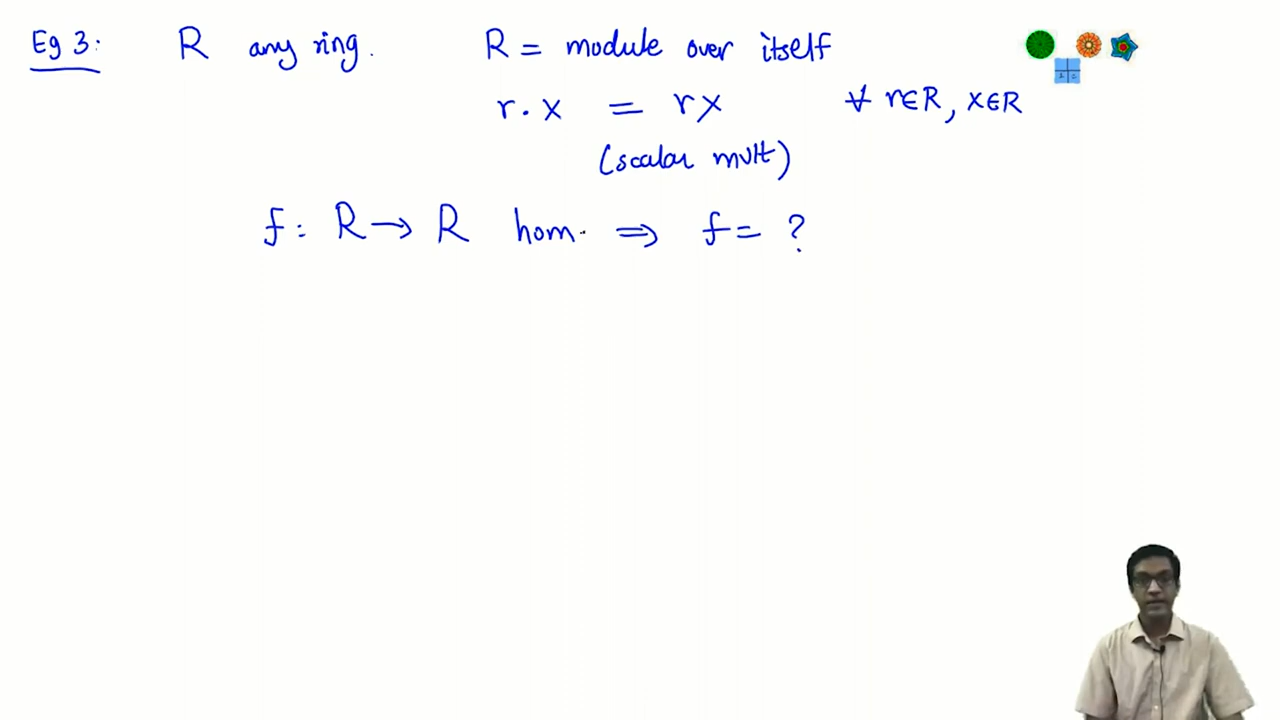 Eg 3: R any ring. R = module over itself
r · x = rx ∀ r∈R, x∈R
(scalar mult)
f: R → R hom. ⇒ f = ?